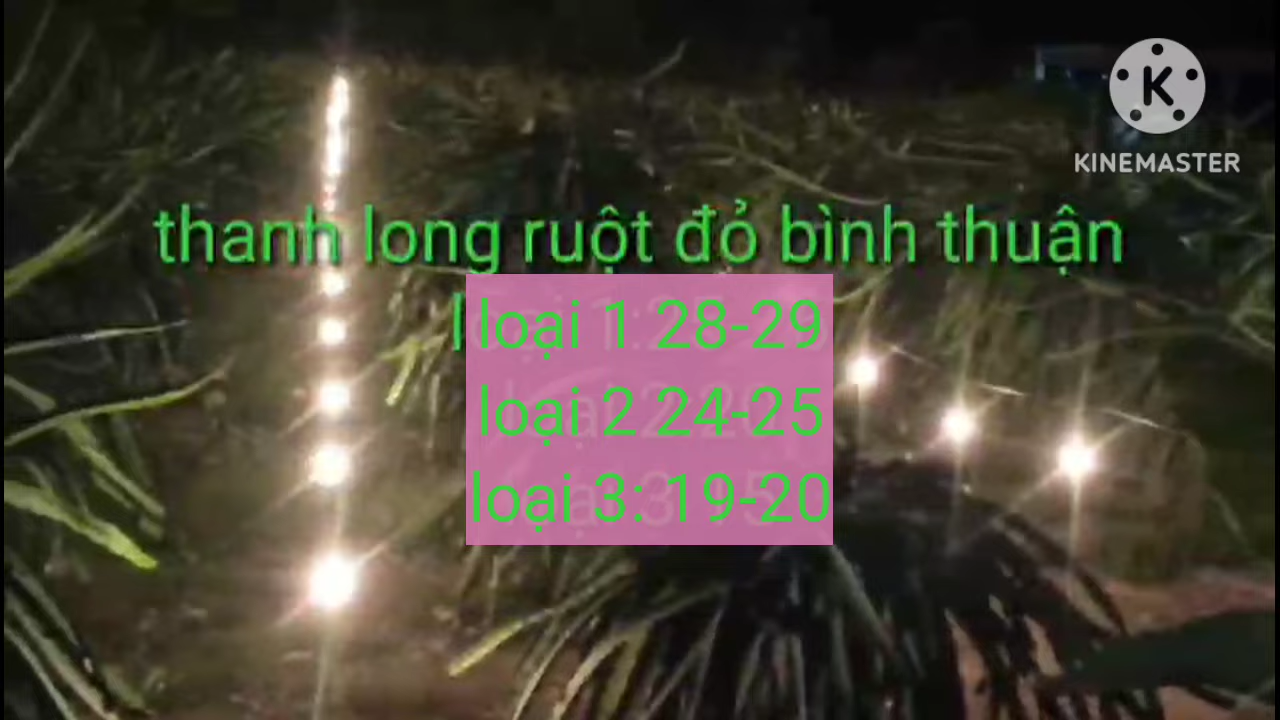 KINEMASTER
thanh long ruột đỏ bình thuận
loại 1 28-29
loại 2 24-25
loại 3: 19-20